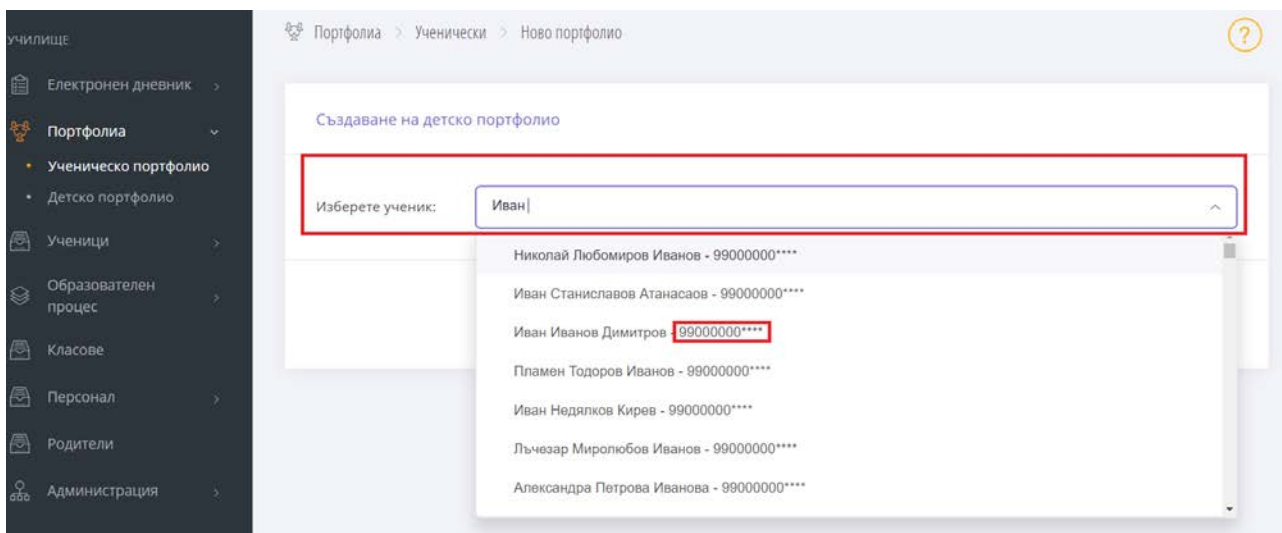 УЧИЛИЩЕ
Електронен дневник
Портфолиа
Ученическо портфолио
Детско портфолио
Ученици
Образователен
процес
Класове
Персонал
Родители
Администрация
Портфолиа > Ученически > Ново портфолио
?
Създаване на детско портфолио
Изберете ученик:
Иван
Николай Любомиров Иванов - 99000000****
Иван Станиславов Атанасаов - 99000000****
Иван Иванов Димитров - 99000000****
Пламен Тодоров Иванов - 99000000****
Иван Недялков Кирев - 99000000****
Лъчезар Миролюбов Иванов - 99000000****
Александра Петрова Иванова - 99000000****